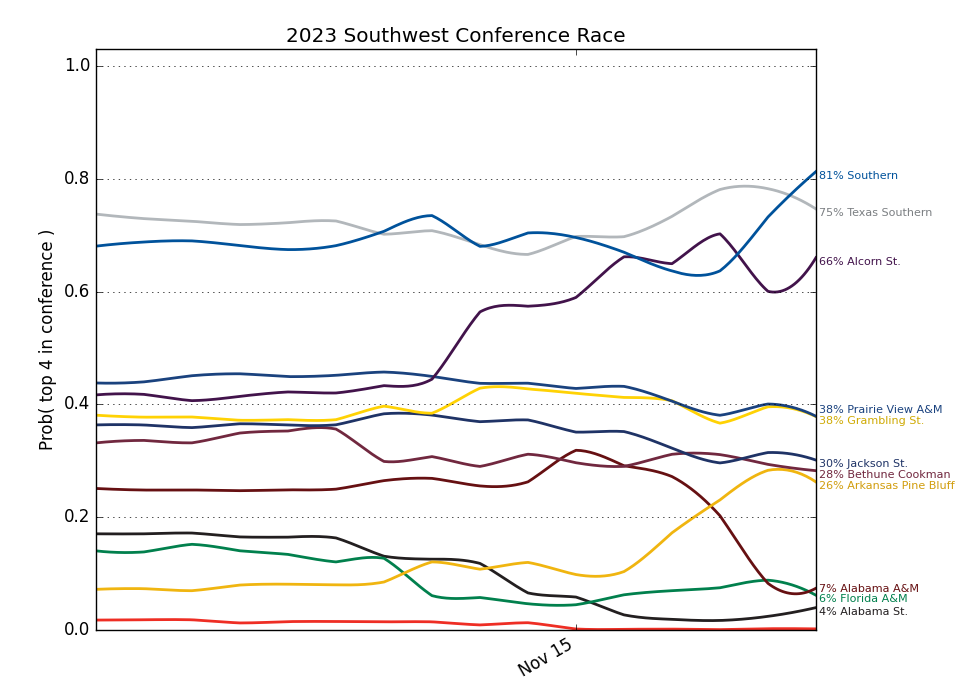 2023 Southwest Conference Race
Prob( top 4 in conference )
1.0
0.8
0.6
0.4
0.2
0.0
Nov 15
81% Southern
75% Texas Southern
66% Alcorn St.
38% Prairie View A&M
38% Grambling St.
30% Jackson St.
28% Bethune Cookman
26% Arkansas Pine Bluff
7% Alabama A&M
6% Florida A&M
4% Alabama St.